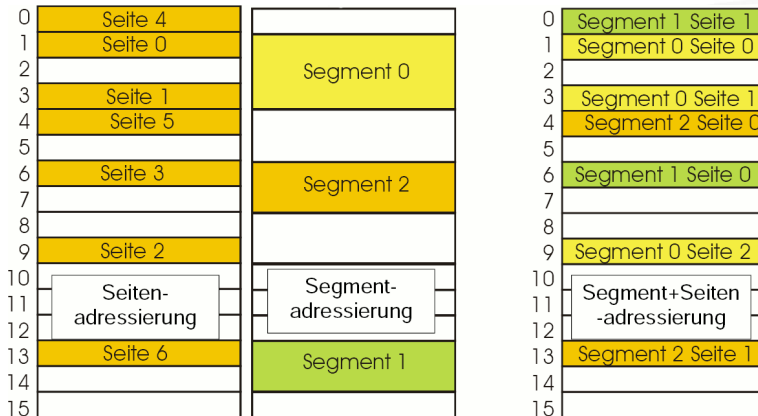 0
Seite 4
1
Seite 0
2
3
Seite 1
4
Seite 5
5
6
Seite 3
7
8
9
Seite 2
10
11
12
Seiten-
adressierung
13
Seite 6
14
15
Segment 0
Segment 2
Segment-
adressierung
Segment 1
0
Segment 1 Seite 1
1
Segment 0 Seite 0
2
3
Segment 0 Seite 1
4
Segment 2 Seite 0
5
6
Segment 1 Seite 0
7
8
9
Segment 0 Seite 2
10
11
12
Segment+Seiten
-adressierung
13
Segment 2 Seite 1
14
15